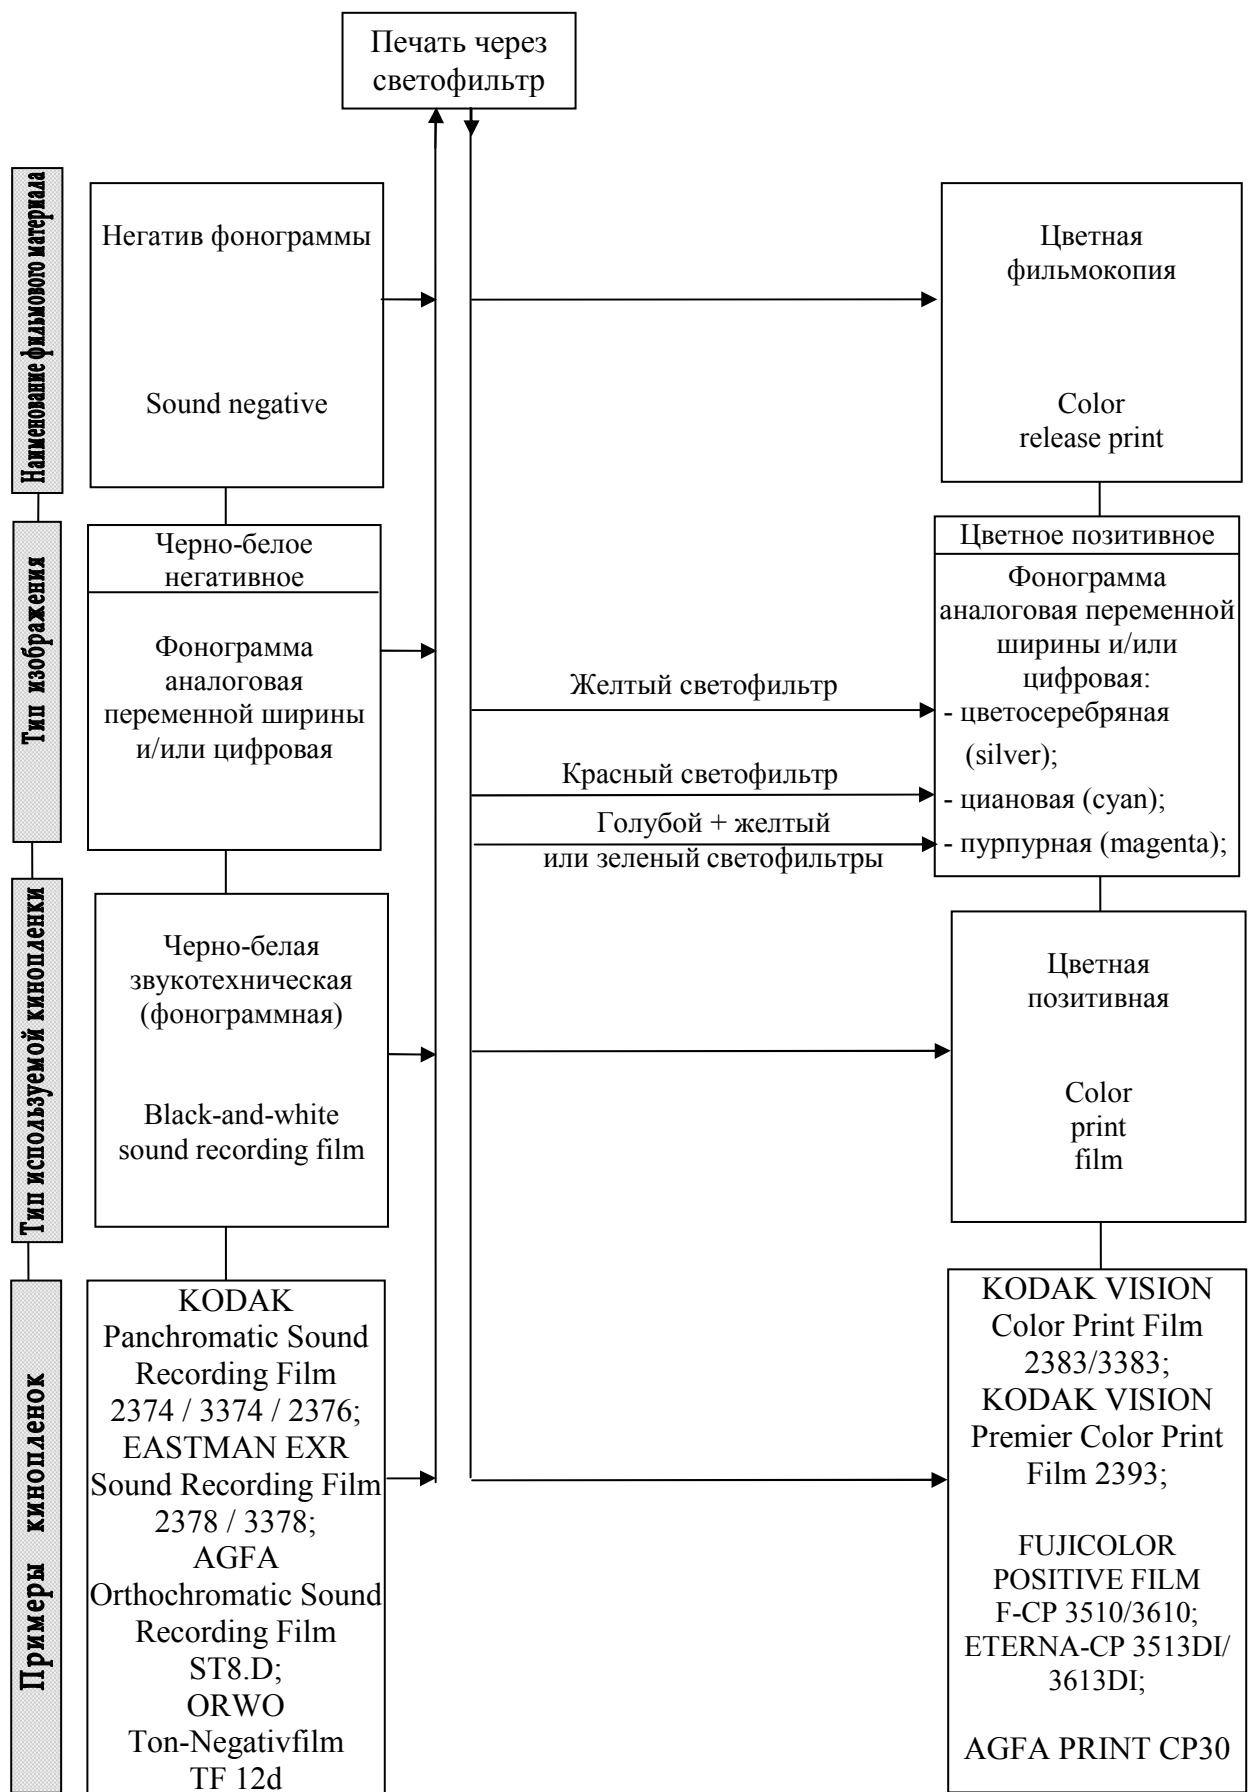 Печать через
светофильтр
Наименование фильмового материала
Негатив фонограммы
Sound negative
Цветная
фильмокопия
Color
release print
Тип изображения
Черно-белое
негативное
Фонограмма
аналоговая
переменной ширины
и/или цифровая
Желтый светофильтр
Красный светофильтр
Голубой + желтый
или зеленый светофильтры
Цветное позитивное
Фонограмма
аналоговая переменной
ширины и/или
цифровая:
- цветосеребряная
(silver);
- циановая (cyan);
- пурпурная (magenta);
Тип используемой кинопленки
Черно-белая
звукотехническая
(фонограммная)
Black-and-white
sound recording film
Цветная
позитивная
Color
print
film
Примеры кинопленок
KODAK
Panchromatic Sound
Recording Film
2374 / 3374 / 2376;
EASTMAN EXR
Sound Recording Film
2378 / 3378;
AGFA
Orthochromatic Sound
Recording Film
ST8.D;
ORWO
Ton-Negativfilm
TF 12d
KODAK VISION
Color Print Film
2383/3383;
KODAK VISION
Premier Color Print
Film 2393;
FUJICOLOR
POSITIVE FILM
F-CP 3510/3610;
ETERNA-CP 3513DI/
3613DI;
AGFA PRINT CP30